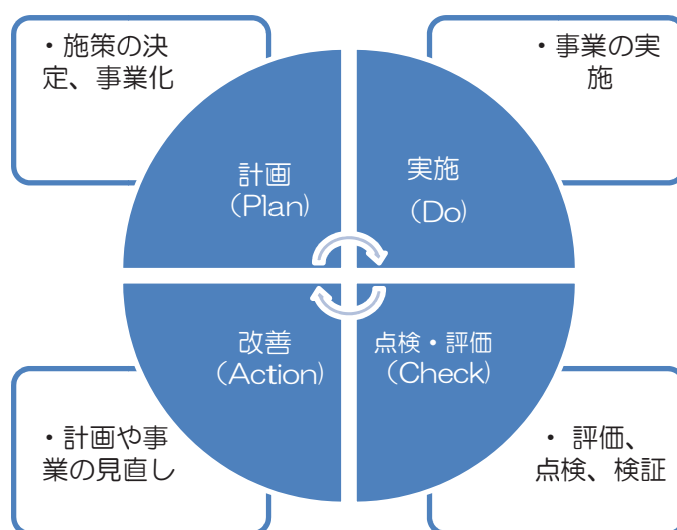 ・施策の決
定、事業化
・事業の実
施
計画
（Plan)
実施
（Do)
改善
（Action)
点検・評価
（Check)
・計画や事
業の見直し
・ 評価、
点検、検証